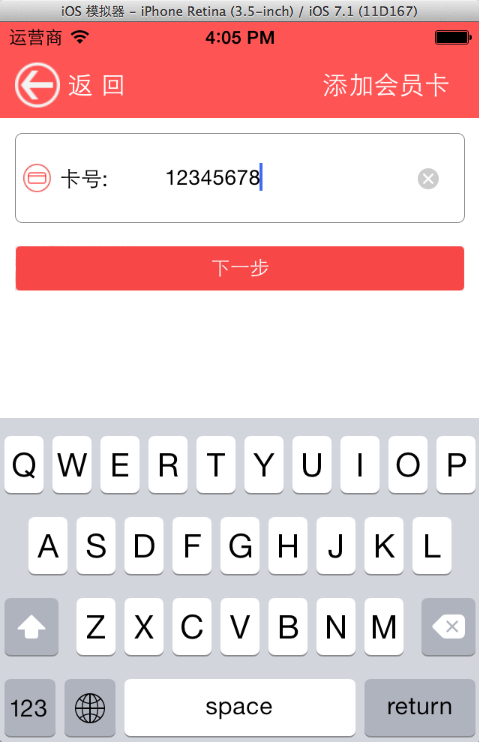 iOS 模拟器 – iPhone Retina (3.5-inch) / iOS 7.1 (11D167)
运营商 4:05 PM
返 回 添加会员卡
卡号: 12345678
下一步
Q W E R T Y U I O P
A S D F G H J K L
Z X C V B N M
123 space return